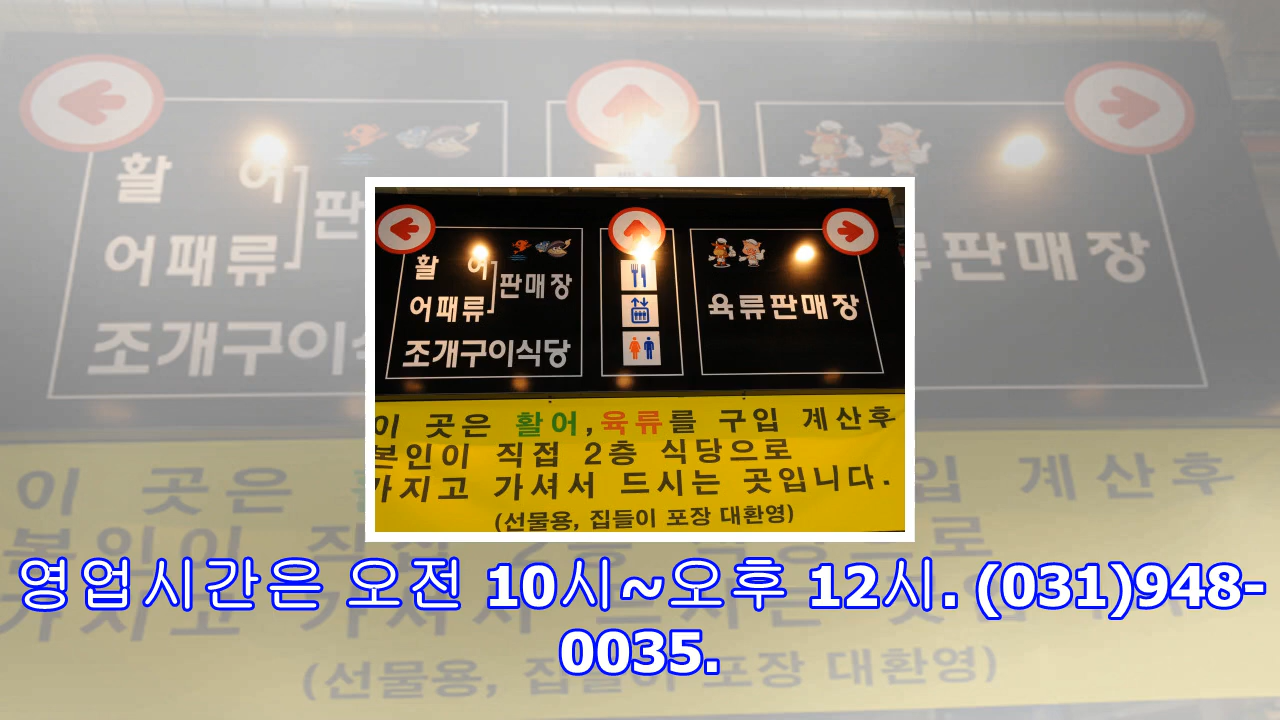 활 어
어패류
판매장
조개구이식당
육류판매장
이 곳은 활어,육류를 구입 계산후
본인이 직접 2층 식당으로
가지고 가셔서 드시는 곳입니다.
(선물용, 집들이 포장 대환영)
영업시간은 오전 10시~오후 12시. (031)948-
0035.